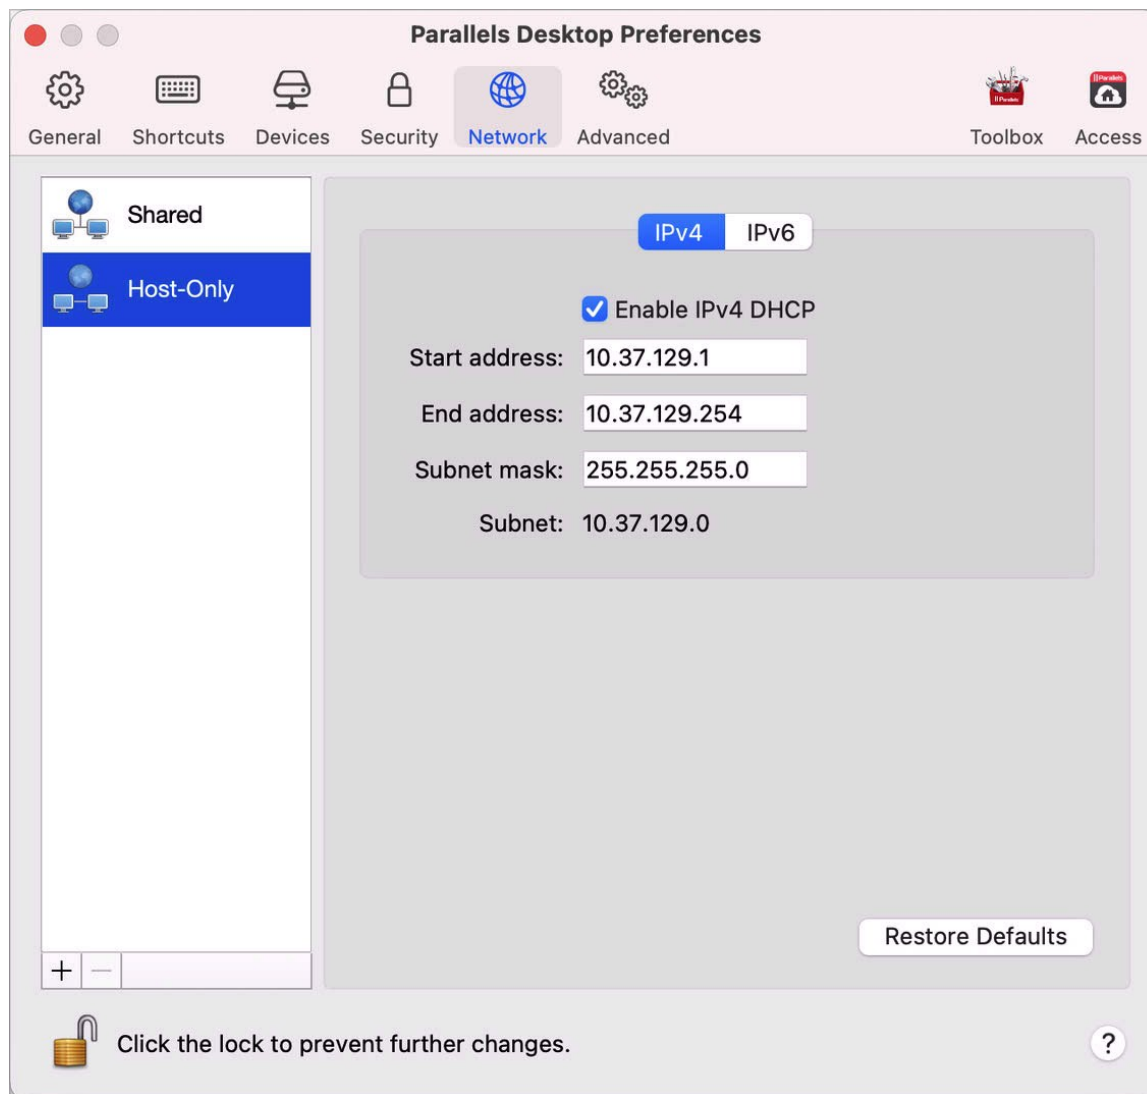 Parallels Desktop Preferences
General Shortcuts Devices Security Network Advanced Toolbox Access
Shared
Host-Only
IPv4 IPv6
Enable IPv4 DHCP
Start address: 10.37.129.1
End address: 10.37.129.254
Subnet mask: 255.255.255.0
Subnet: 10.37.129.0
Restore Defaults
Click the lock to prevent further changes.
?
|| Parallels
|| Parallels